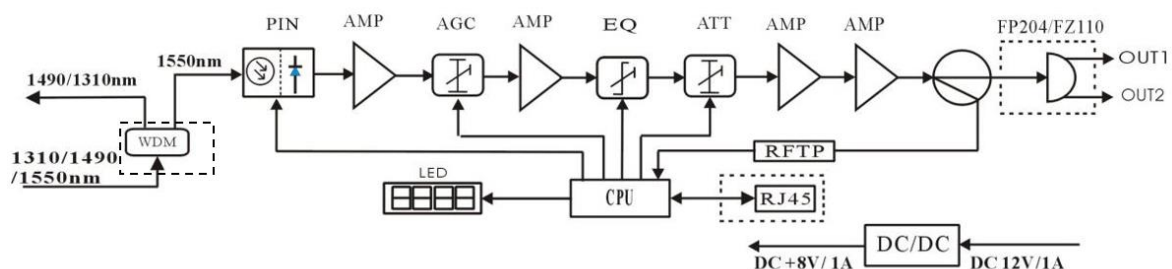 PIN
AMP
AGC
AMP
EQ
ATT
AMP
AMP
FP204/FZ110
1550nm
1490/1310nm
OUT1
OUT2
WDM
1310/1490
/1550nm
RFTP
LED
CPU
RJ45
DC/DC
DC +8V/1A
DC 12V/1A